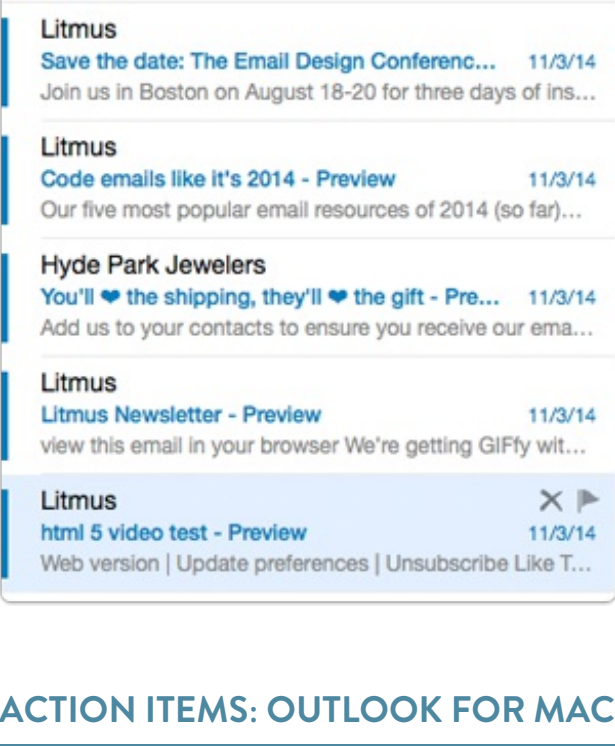 Litmus
Save the date: The Email Design Conferenc... 11/3/14
Join us in Boston on August 18-20 for three days of ins...
Litmus
Code emails like it's 2014 - Preview 11/3/14
Our five most popular email resources of 2014 (so far)...
Hyde Park Jewelers
You'll ❤ the shipping, they'll ❤ the gift - Pre... 11/3/14
Add us to your contacts to ensure you receive our ema...
Litmus
Litmus Newsletter - Preview 11/3/14
view this email in your browser We're getting GIFfy wit...
Litmus
html 5 video test - Preview 11/3/14
Web version | Update preferences | Unsubscribe Like T...
ACTION ITEMS: OUTLOOK FOR MAC